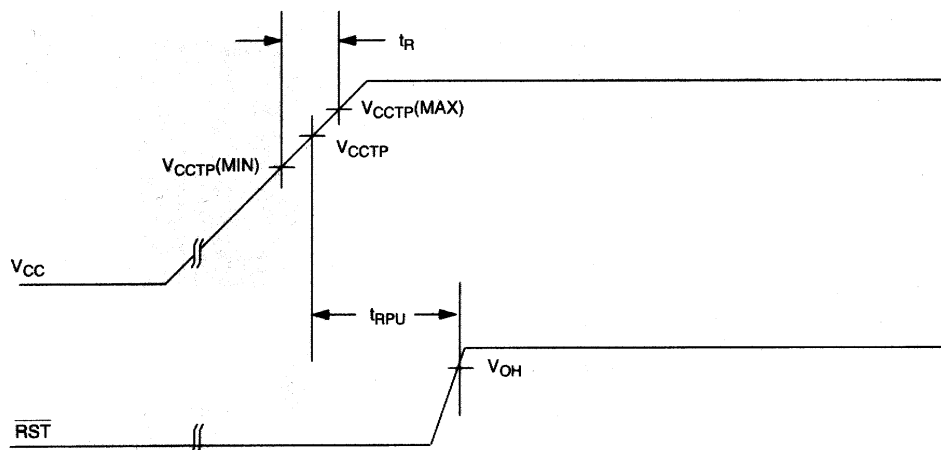 tR
VCCTP(MAX)
VCCTP
VCCTP(MIN)
VCC
tRPU
VOH
RST